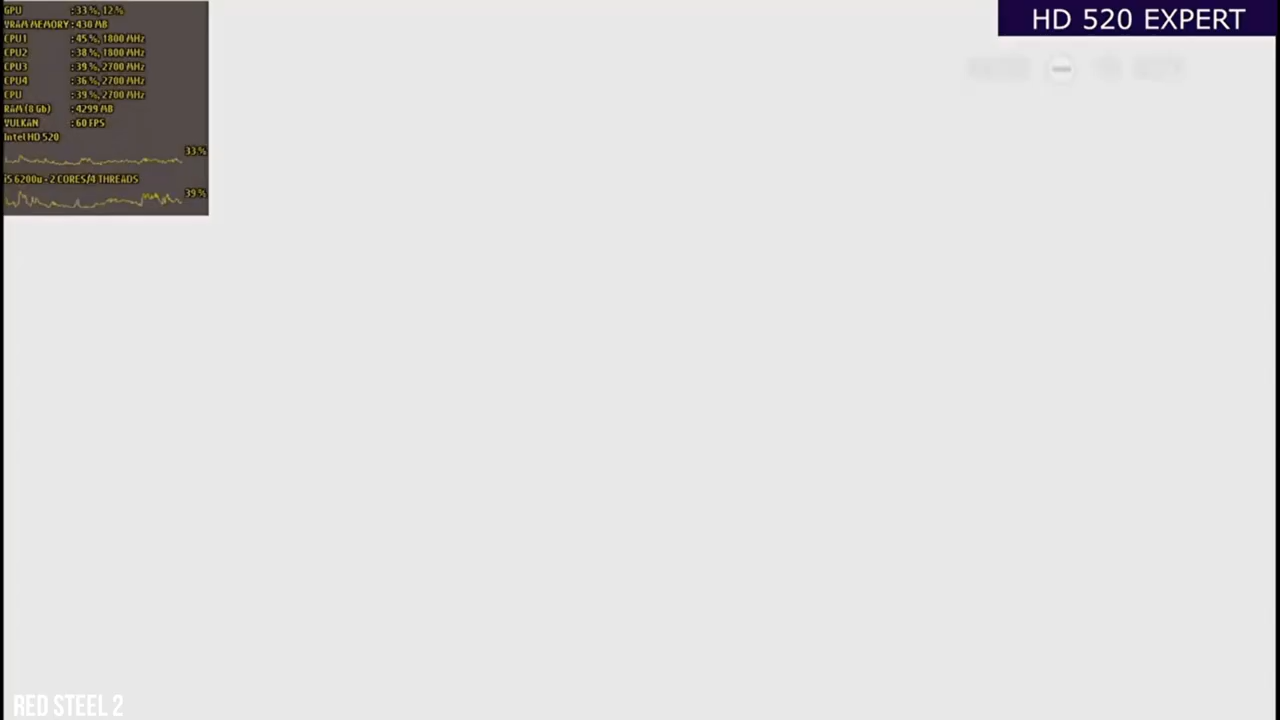 GPU : 33 %, 12 %
VRAM MEMORY : 430 MB
CPU1 : 45 %, 1800 MHz
CPU2 : 38 %, 1800 MHz
CPU3 : 39 %, 2700 MHz
CPU4 : 36 %, 2700 MHz
CPU : 39 %, 2700 MHz
RAM (8 Gb) : 4299 MB
VULKAN : 60 FPS
Intel HD 520
33 %
i5 6200u - 2 CORES/4 THREADS
39 %
HD 520 EXPERT
RED STEEL 2